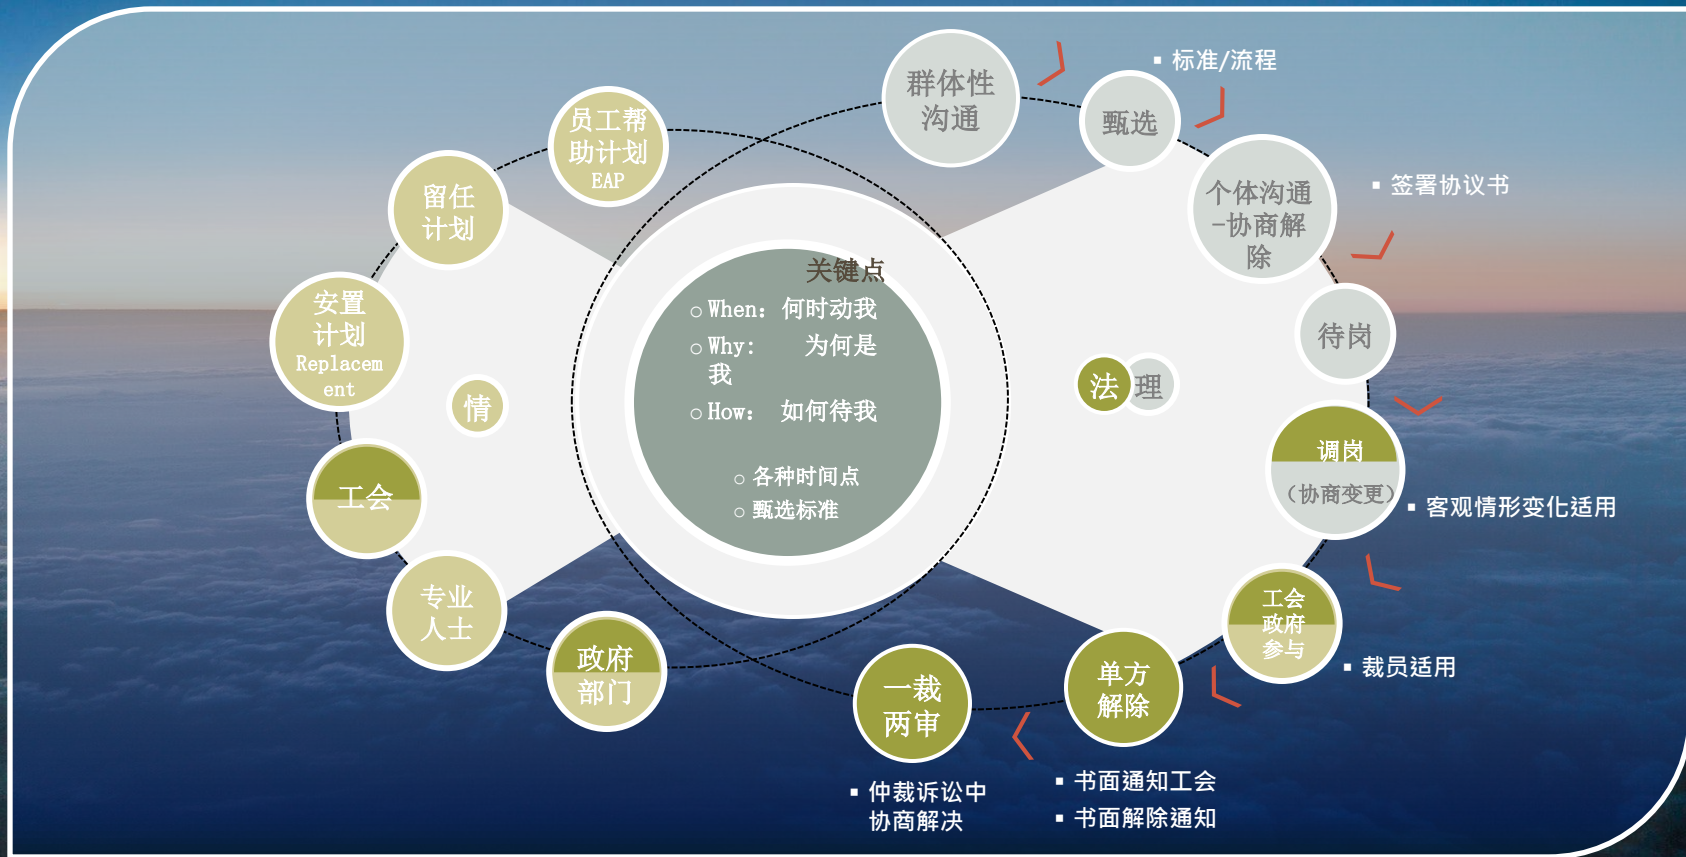 群体性
沟通
▪ 标准/流程
甄选
员工帮
助计划
EAP
留任
计划
个体沟通
-协商解
除
▪ 签署协议书
关键点
○ When: 何时动我
○ Why: 为何是
我
○ How: 如何待我
○ 各种时间点
○ 甄选标准
安置
计划
Replacem
ent
待岗
情
法
理
调岗
（协商变更）
▪ 客观情形变化适用
工会
专业
人士
工会
政府
参与
▪ 裁员适用
政府
部门
一裁
两审
单方
解除
▪ 仲裁诉讼中
协商解决
▪ 书面通知工会
▪ 书面解除通知